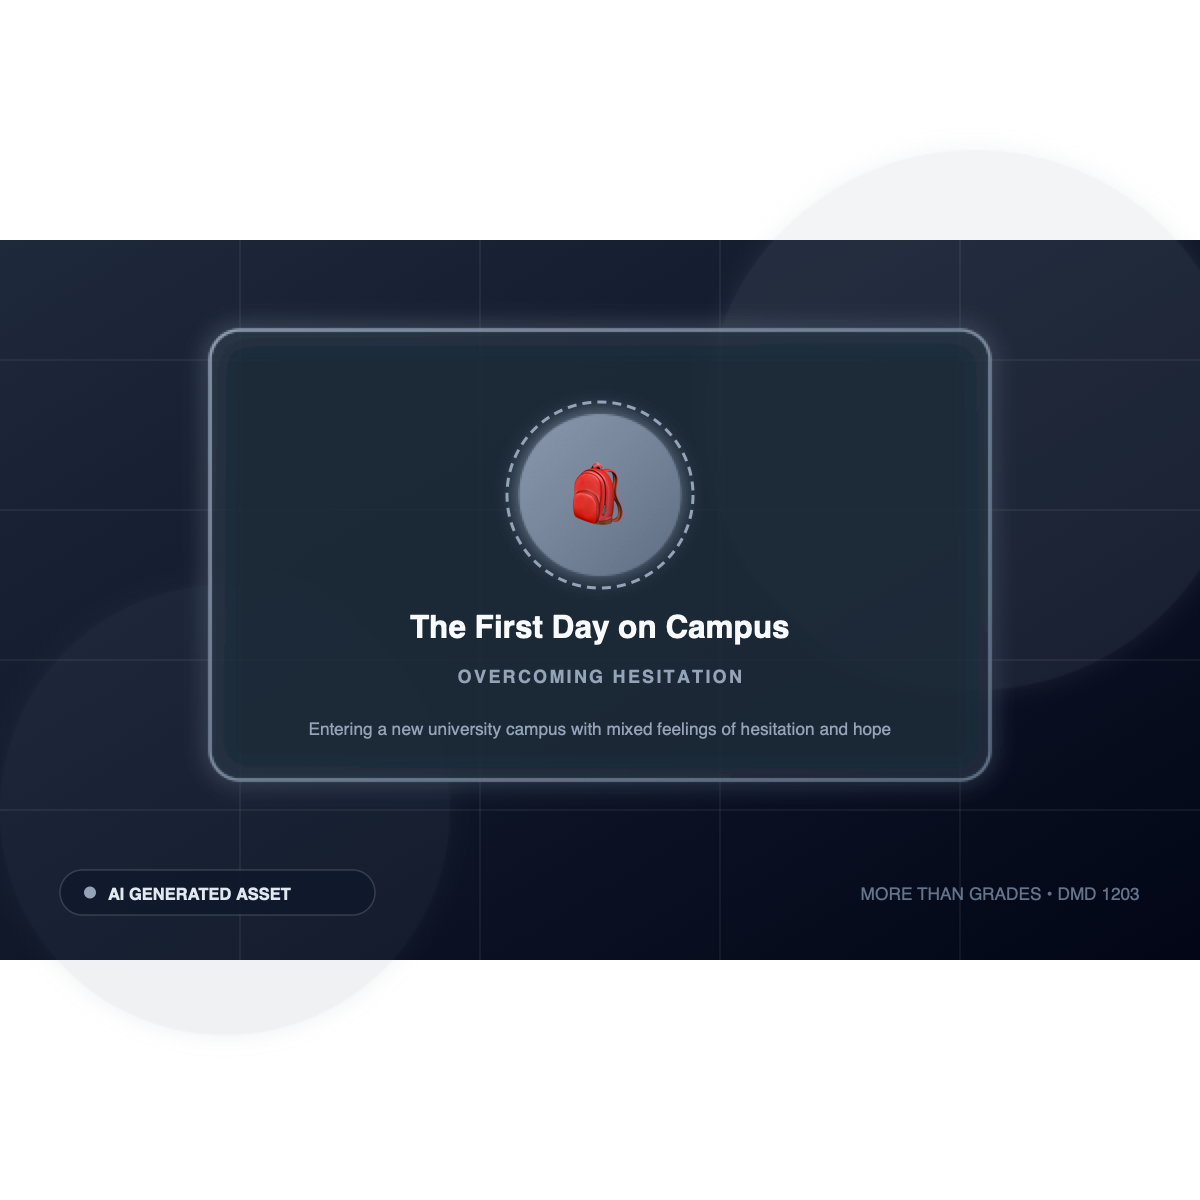 The First Day on Campus
OVERCOMING HESITATION
Entering a new university campus with mixed feelings of hesitation and hope
AI GENERATED ASSET
MORE THAN GRADES • DMD 1203